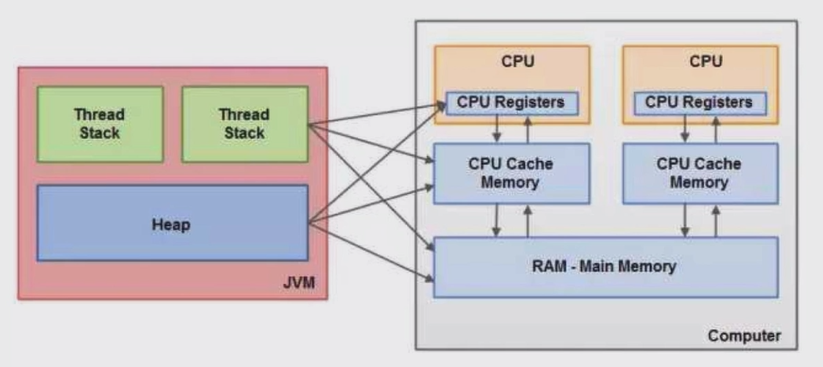 CPU
CPU
CPU Registers
CPU Registers
Thread
Stack
Thread
Stack
CPU Cache
Memory
CPU Cache
Memory
Heap
RAM - Main Memory
JVM
Computer